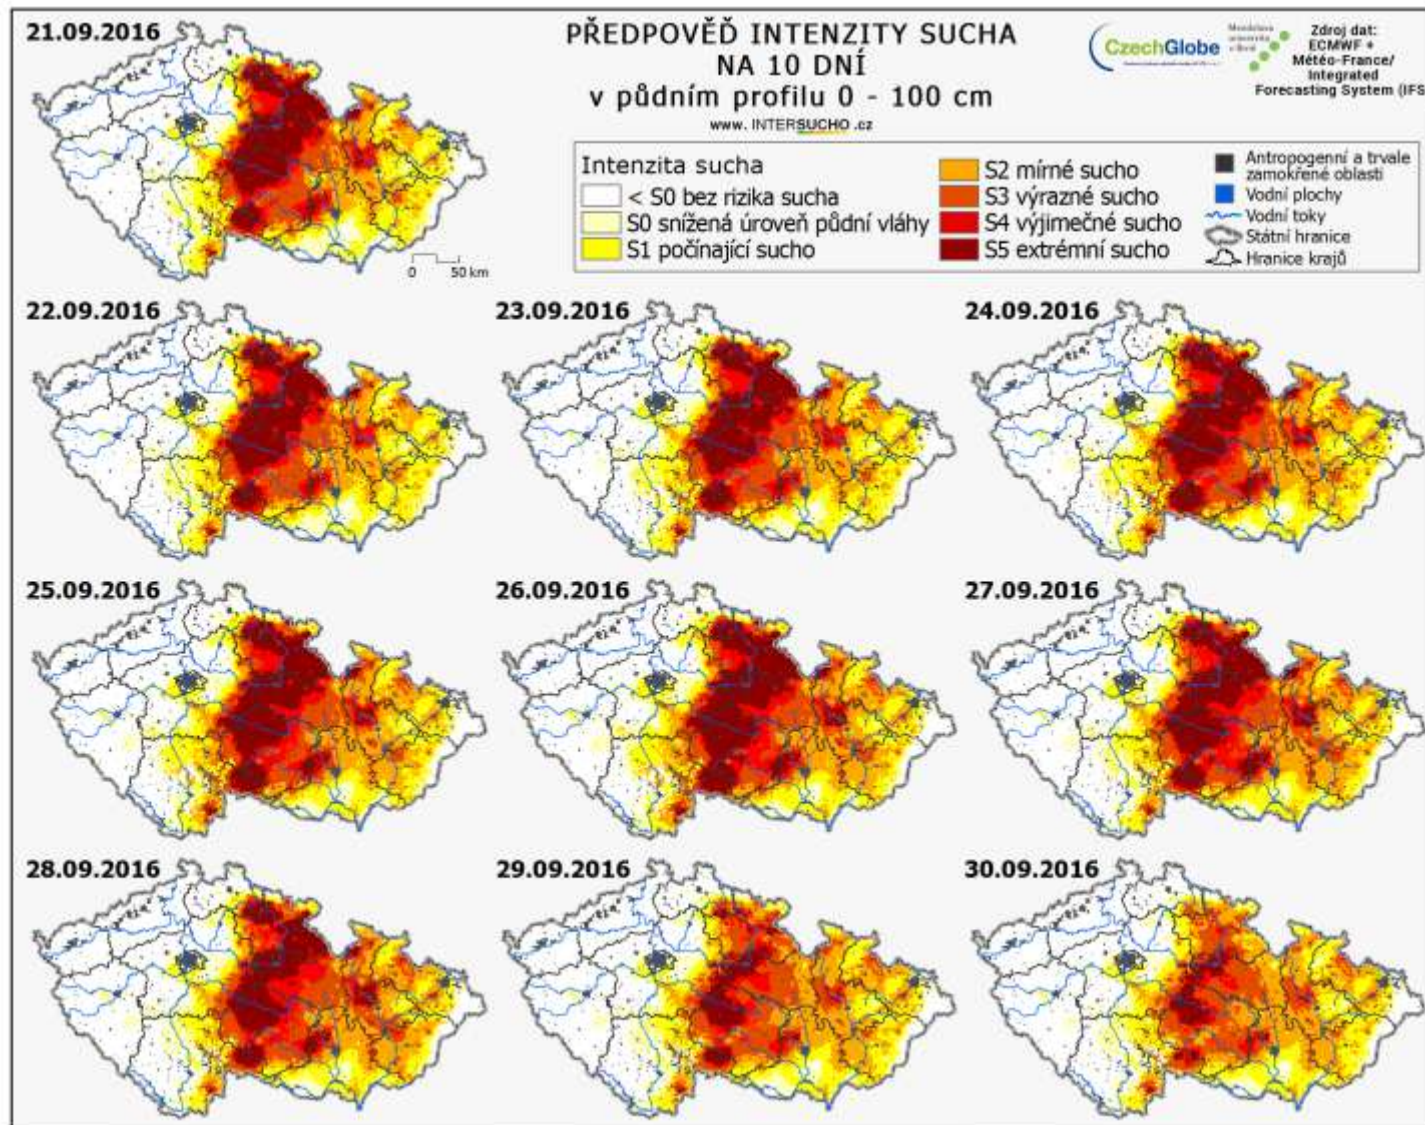 21.09.2016
PŘEDPOVĚĎ INTENZITY SUCHA
NA 10 DNÍ
v půdním profilu 0 - 100 cm
www. INTERSUCHO .cz
CzechGlobe
Mendelova
univerzita
v Brně
Zdroj dat:
ECMWF +
Météo-France/
Integrated
Forecasting System (IFS
Intenzita sucha
< S0 bez rizika sucha
S0 snížená úroveň půdní vláhy
S1 počínající sucho
S2 mírné sucho
S3 výrazné sucho
S4 výjimečné sucho
S5 extrémní sucho
Antropogenní a trvale
zamokřené oblasti
Vodní plochy
Vodní toky
Státní hranice
Hranice krajů
0 50 km
22.09.2016
23.09.2016
24.09.2016
25.09.2016
26.09.2016
27.09.2016
28.09.2016
29.09.2016
30.09.2016